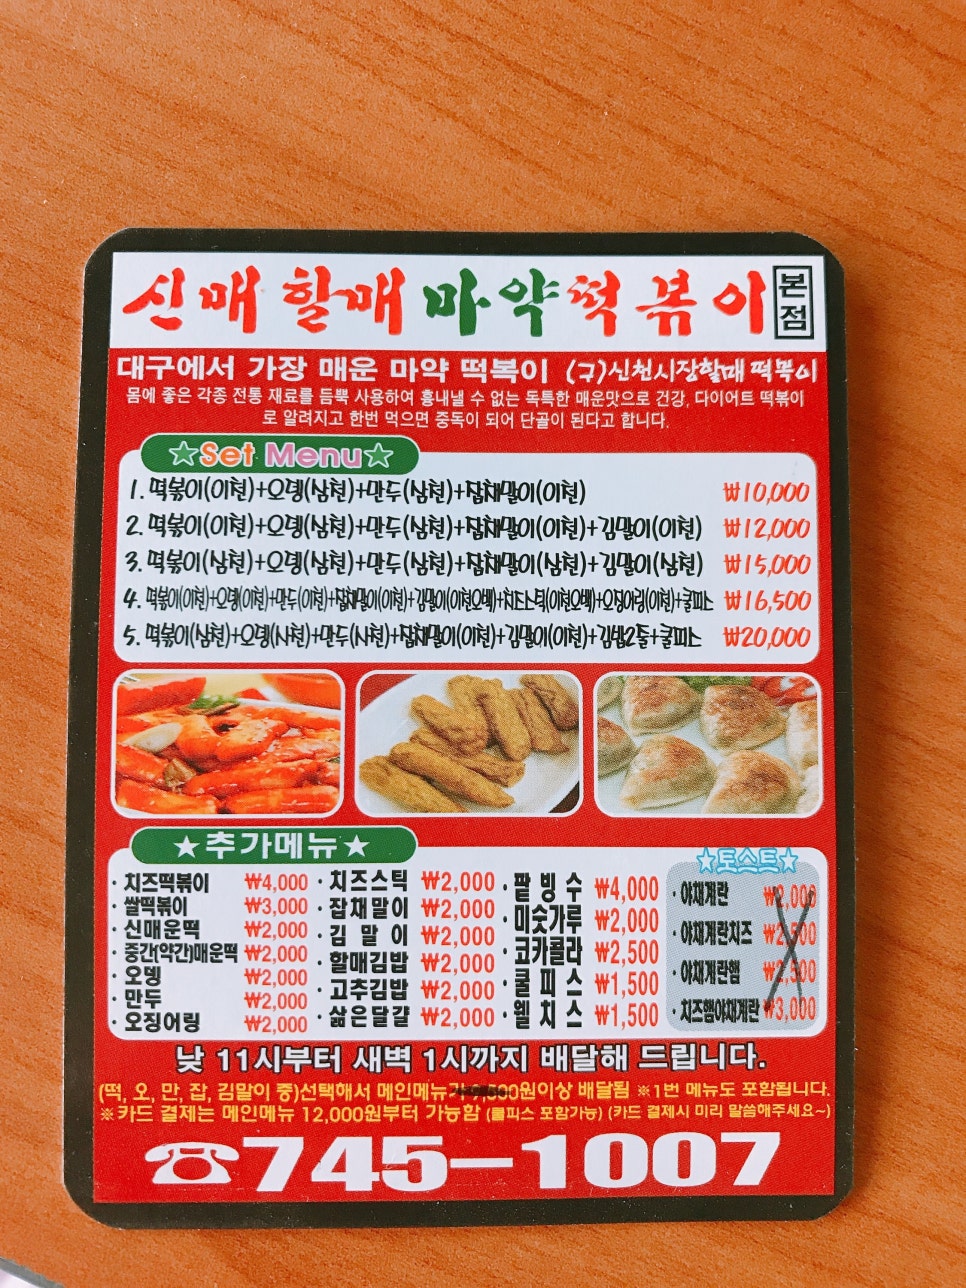 신매 할매 마약떡볶이 본점
대구에서 가장 매운 마약 떡볶이 (구)신천시장할매 떡볶이
몸에 좋은 각종 전통 재료를 듬뿍 사용하여 흉내낼 수 없는 독특한 매운맛으로 건강, 다이어트 떡볶이
로 알려지고 한번 먹으면 중독이 되어 단골이 된다고 합니다.
☆Set Menu☆
1. 떡볶이(이천)+오뎅(삼천)+만두(삼천)+잡채말이(이천) ₩10,000
2. 떡볶이(이천)+오뎅(삼천)+만두(삼천)+잡채말이(이천)+김말이(이천) ₩12,000
3. 떡볶이(삼천)+오뎅(삼천)+만두(삼천)+잡채말이(삼천)+김말이(삼천) ₩15,000
4. 떡볶이(이천)+오뎅(이천)+만두(이천)+잡채말이(이천)+김말이(이천오백)+치즈스틱(이천오백)+오징어링(이천)+쿨피스 ₩16,500
5. 떡볶이(삼천)+오뎅(사천)+만두(사천)+잡채말이(이천)+김말이(이천)+김밥2줄+쿨피스 ₩20,000
★추가메뉴★
· 치즈떡볶이 ₩4,000
· 쌀떡볶이 ₩3,000
· 신매운떡 ₩2,000
· 중간(약간)매운떡 ₩2,000
· 오뎅 ₩2,000
· 만두 ₩2,000
· 오징어링 ₩2,000
· 치즈스틱 ₩2,000
· 잡채말이 ₩2,000
· 김말이 ₩2,000
· 할매김밥 ₩2,000
· 고추김밥 ₩2,000
· 삶은달걀 ₩2,000
· 팥빙수 ₩4,000
· 미숫가루 ₩2,000
· 코카콜라 ₩2,500
· 쿨피스 ₩1,500
· 웰치스 ₩1,500
☆토스트☆
· 야채계란 ₩2,000
· 야채계란치즈 ₩2,500
· 야채계란햄 ₩2,500
· 치즈햄야채계란 ₩3,000
낮 11시부터 새벽 1시까지 배달해 드립니다.
(떡, 오, 만, 잡, 김말이 중)선택해서 메인메뉴 원이상 배달됨 ※1번 메뉴도 포함됩니다.
※카드 결제는 메인메뉴 12,000원부터 가능함 (쿨피스 포함가능) (카드 결제시 미리 말씀해주세요~)
☎745-1007